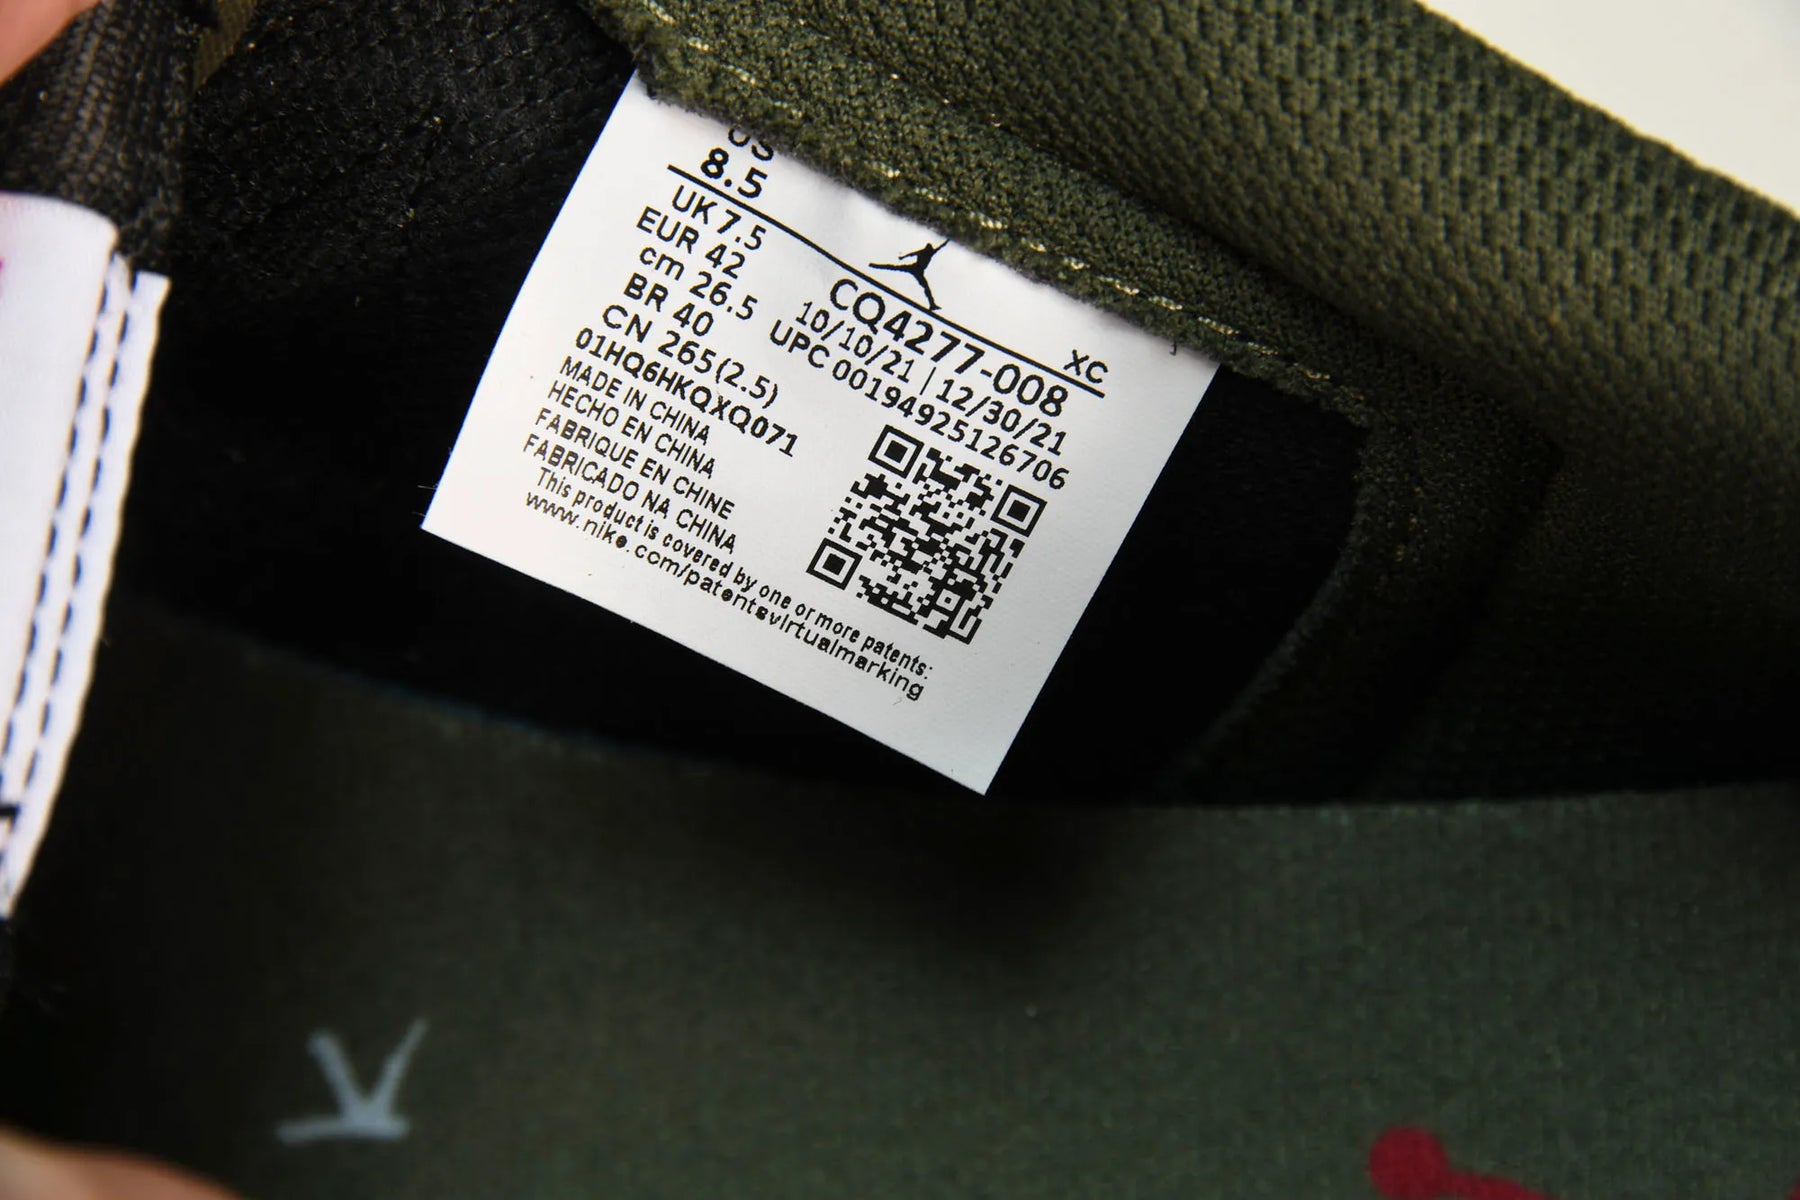 US
8.5
UK 7.5
EUR 42
cm 26.5
BR 40
CN 265(2.5)
01HQ6HKQXQ071
MADE IN CHINA
HECHO EN CHINA
FABRIQUE EN CHINE
FABRICADO NA CHINA
This product is covered by one or more patents:
www.nike.com/patentsvirtualmarking
XC
CQ4277-008
10/10/21 | 12/30/21
UPC 00194925126706